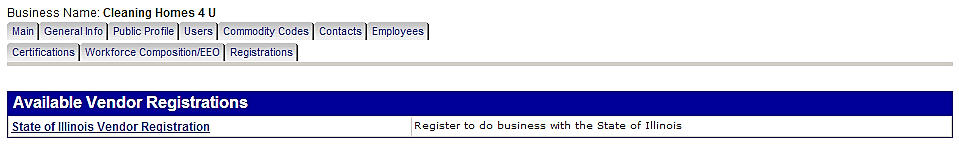 Business Name: Cleaning Homes 4 U
Main General Info Public Profile Users Commodity Codes Contacts Employees
Certifications Workforce Composition/EEO Registrations
Available Vendor Registrations
State of Illinois Vendor Registration Register to do business with the State of Illinois